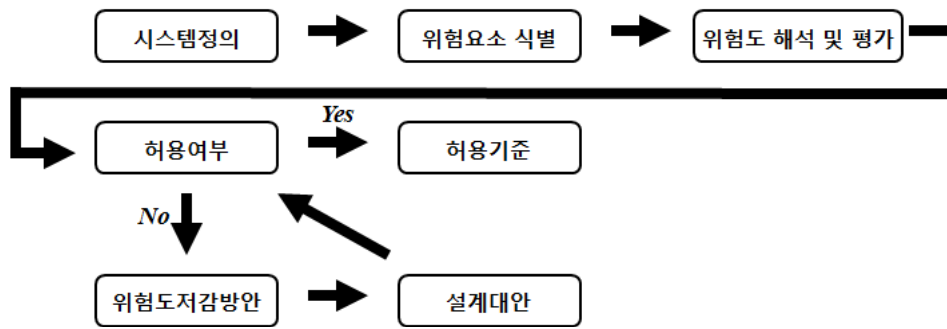 시스템정의
위험요소 식별
위험도 해석 및 평가
허용여부
Yes
허용기준
No
위험도저감방안
설계대안